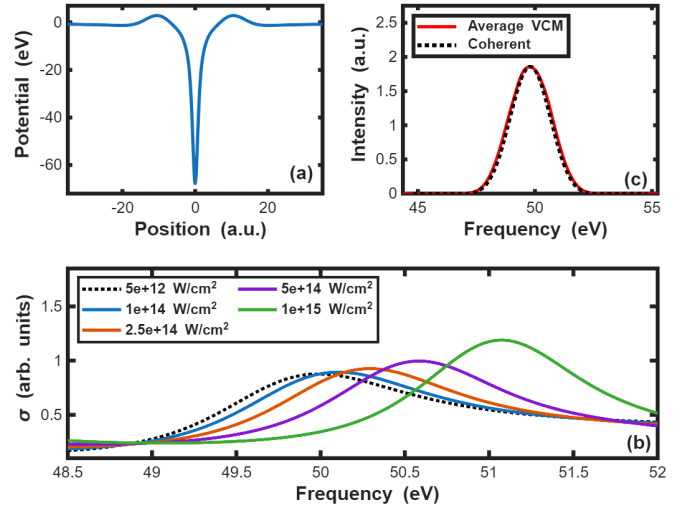 0
-20
-40
-60
-20
0
20
Potential (eV)
Position (a.u.)
(a)
2.5
2
1.5
1
0.5
0
45
50
55
Intensity (a.u.)
Frequency (eV)
Average VCM
Coherent
(c)
1.5
1
0.5
48.5
49
49.5
50
50.5
51
51.5
52
σ (arb. units)
Frequency (eV)
5e+12 W/cm²
1e+14 W/cm²
2.5e+14 W/cm²
5e+14 W/cm²
1e+15 W/cm²
(b)